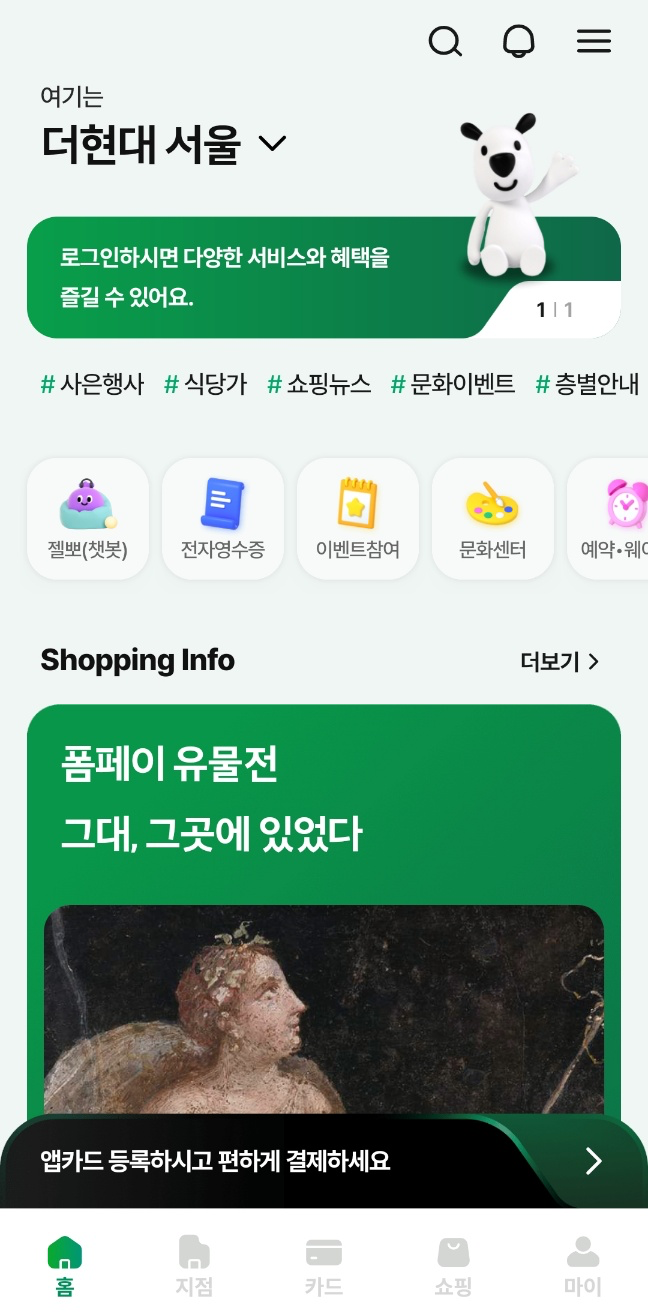 여기는
더현대 서울
로그인하시면 다양한 서비스와 혜택을
즐길 수 있어요.
1 | 1
# 사은행사 # 식당가 # 쇼핑뉴스 # 문화이벤트 # 층별안내
젤뽀(챗봇) 전자영수증 이벤트참여 문화센터 예약•웨이
Shopping Info 더보기
폼페이 유물전
그대, 그곳에 있었다
앱카드 등록하시고 편하게 결제하세요
홈 지점 카드 쇼핑 마이